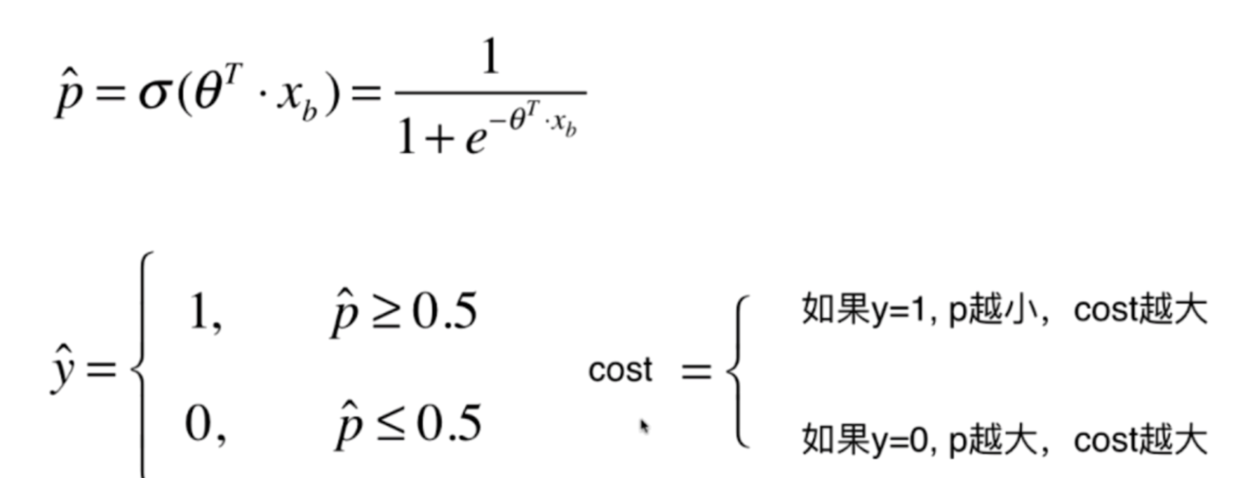 p̂ = σ(θ^T · x_b) = 1 / (1 + e^(−θ^T · x_b))
ŷ = { 1, p̂ ≥ 0.5
0, p̂ ≤ 0.5
cost = { 如果y=1, p越小，cost越大
如果y=0, p越大，cost越大